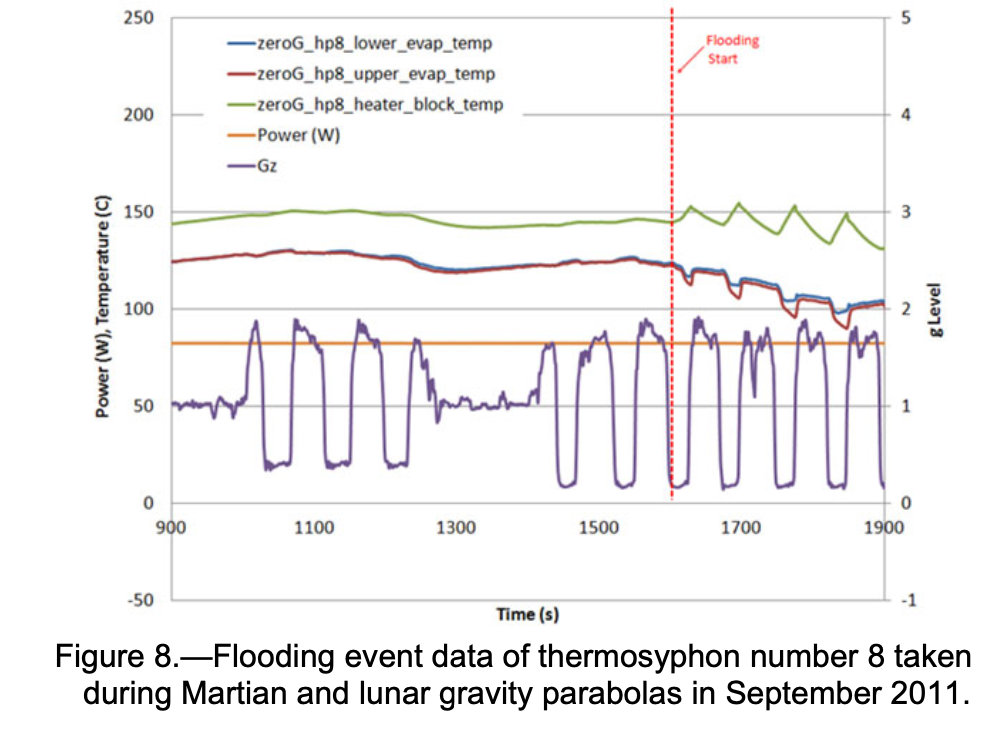 250
5
zeroG_hp8_lower_evap_temp
Flooding
Start
zeroG_hp8_upper_evap_temp
200
zeroG_hp8_heater_block_temp
4
Power (W)
Gz
150
3
Power (W), Temperature (C)
100
2
g Level
50
1
0
0
900
1100
1300
1500
1700
1900
-50
-1
Time (s)
Figure 8.—Flooding event data of thermosyphon number 8 taken
during Martian and lunar gravity parabolas in September 2011.